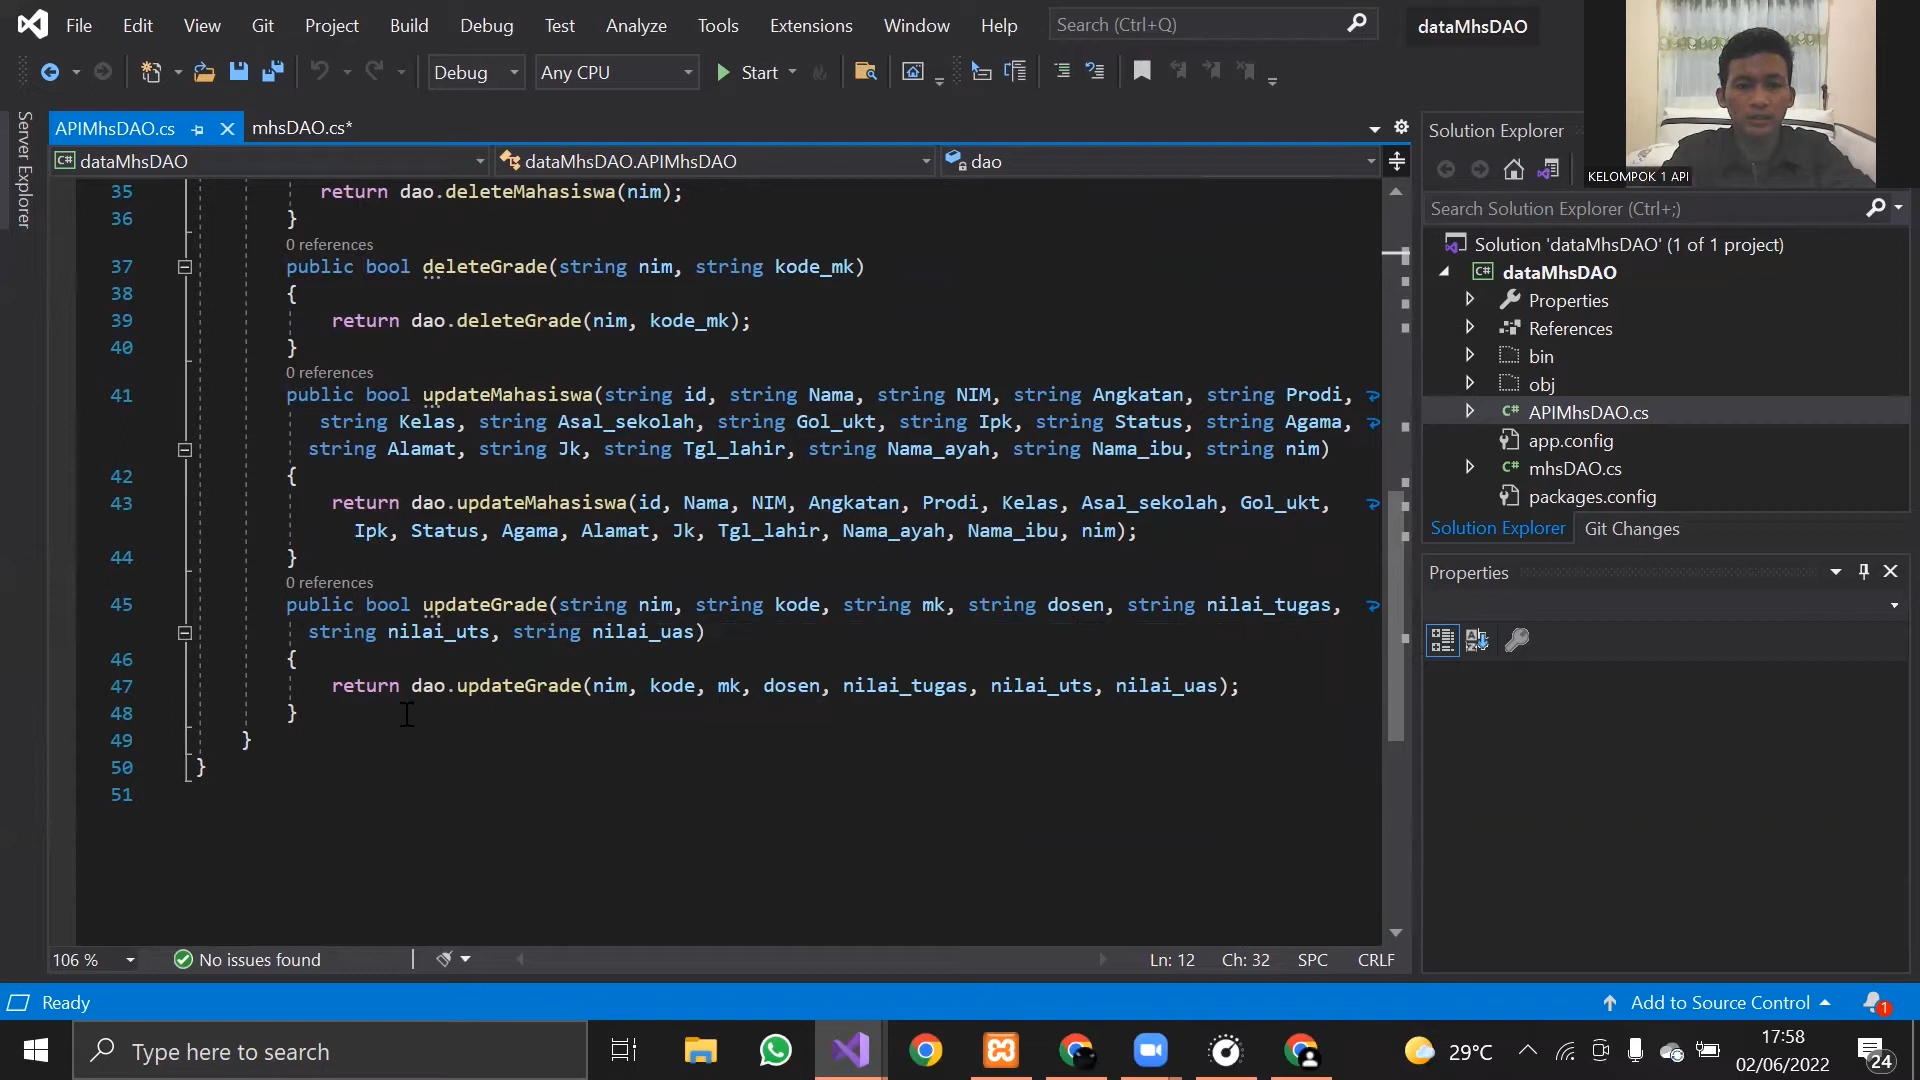 File Edit View Git Project Build Debug Test Analyze Tools Extensions Window Help Search (Ctrl+Q) dataMhsDAO
Debug Any CPU Start
Server Explorer
APIMhsDAO.cs mhsDAO.cs*
dataMhsDAO dataMhsDAO.APIMhsDAO dao
35 return dao.deleteMahasiswa(nim);
36 }
0 references
37 public bool deleteGrade(string nim, string kode_mk)
38 {
39 return dao.deleteGrade(nim, kode_mk);
40 }
0 references
41 public bool updateMahasiswa(string id, string Nama, string NIM, string Angkatan, string Prodi,
string Kelas, string Asal_sekolah, string Gol_ukt, string Ipk, string Status, string Agama,
string Alamat, string Jk, string Tgl_lahir, string Nama_ayah, string Nama_ibu, string nim)
42 {
43 return dao.updateMahasiswa(id, Nama, NIM, Angkatan, Prodi, Kelas, Asal_sekolah, Gol_ukt,
Ipk, Status, Agama, Alamat, Jk, Tgl_lahir, Nama_ayah, Nama_ibu, nim);
44 }
0 references
45 public bool updateGrade(string nim, string kode, string mk, string dosen, string nilai_tugas,
string nilai_uts, string nilai_uas)
46 {
47 return dao.updateGrade(nim, kode, mk, dosen, nilai_tugas, nilai_uts, nilai_uas);
48 }
49 }
50 }
51
106 % No issues found Ln: 12 Ch: 32 SPC CRLF
KELOMPOK 1 API
Solution Explorer
Search Solution Explorer (Ctrl+;)
Solution 'dataMhsDAO' (1 of 1 project)
C# dataMhsDAO
Properties
References
bin
obj
C# APIMhsDAO.cs
app.config
C# mhsDAO.cs
packages.config
Solution Explorer Git Changes
Properties
Ready Add to Source Control 1
Type here to search 29°C 17:58
02/06/2022 24